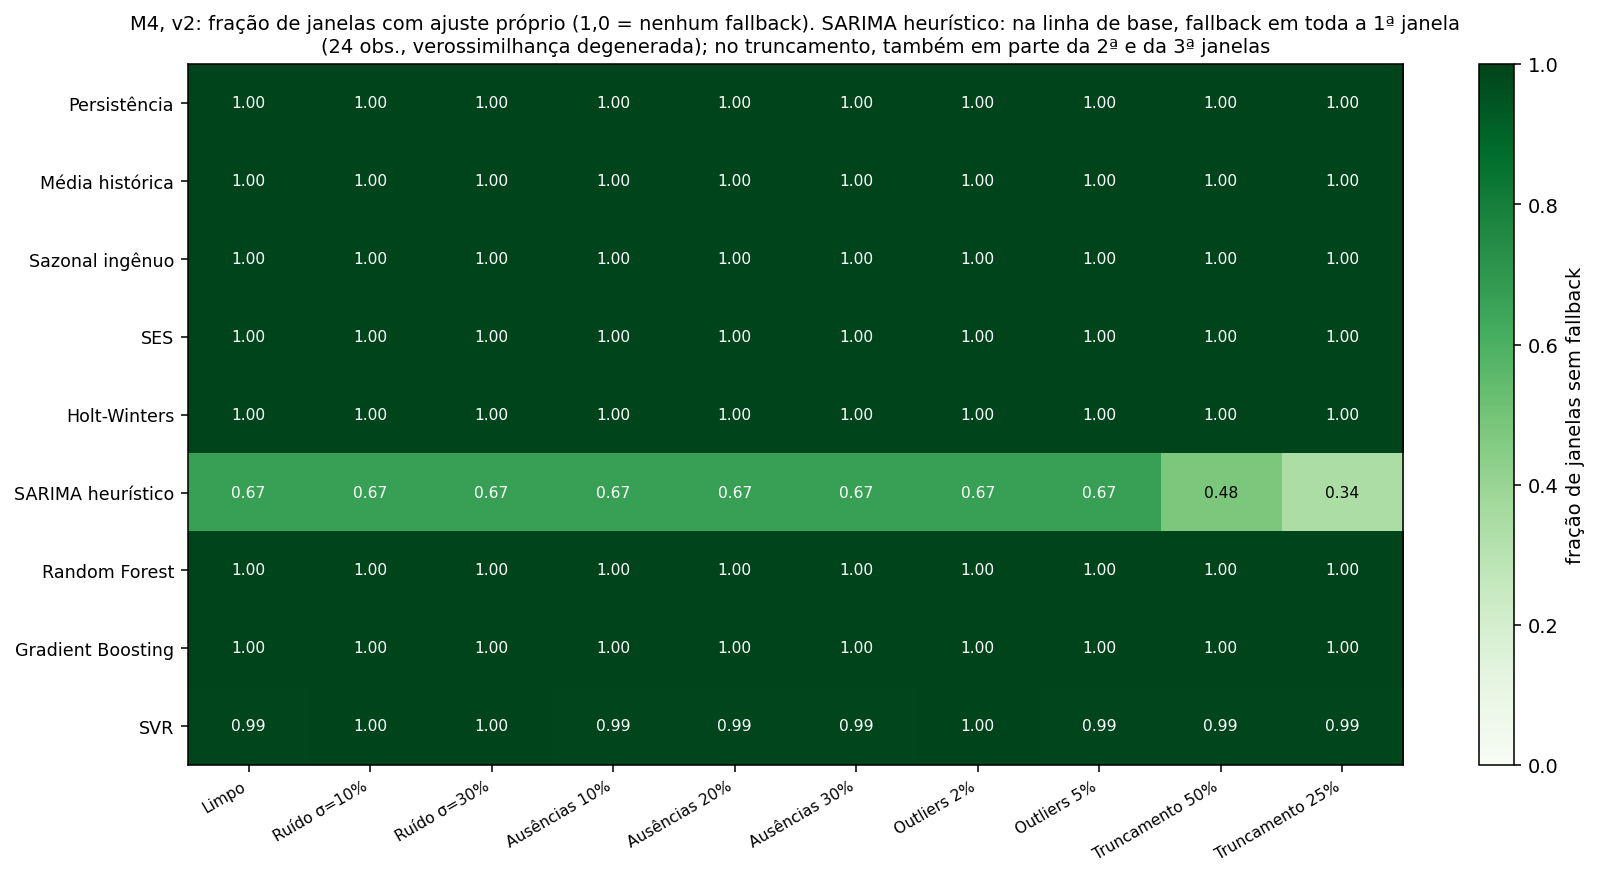 M4, v2: fração de janelas com ajuste próprio (1,0 = nenhum fallback). SARIMA heurístico: na linha de base, fallback em toda a 1ª janela
(24 obs., verossimilhança degenerada); no truncamento, também em parte da 2ª e da 3ª janelas
Persistência 1.00 1.00 1.00 1.00 1.00 1.00 1.00 1.00 1.00 1.00
Média histórica 1.00 1.00 1.00 1.00 1.00 1.00 1.00 1.00 1.00 1.00
Sazonal ingênuo 1.00 1.00 1.00 1.00 1.00 1.00 1.00 1.00 1.00 1.00
SES 1.00 1.00 1.00 1.00 1.00 1.00 1.00 1.00 1.00 1.00
Holt-Winters 1.00 1.00 1.00 1.00 1.00 1.00 1.00 1.00 1.00 1.00
SARIMA heurístico 0.67 0.67 0.67 0.67 0.67 0.67 0.67 0.67 0.48 0.34
Random Forest 1.00 1.00 1.00 1.00 1.00 1.00 1.00 1.00 1.00 1.00
Gradient Boosting 1.00 1.00 1.00 1.00 1.00 1.00 1.00 1.00 1.00 1.00
SVR 0.99 1.00 1.00 0.99 0.99 0.99 1.00 0.99 0.99 0.99
Limpo
Ruído σ=10%
Ruído σ=30%
Ausências 10%
Ausências 20%
Ausências 30%
Outliers 2%
Outliers 5%
Truncamento 50%
Truncamento 25%
1.0
0.8
0.6
0.4
0.2
0.0
fração de janelas sem fallback